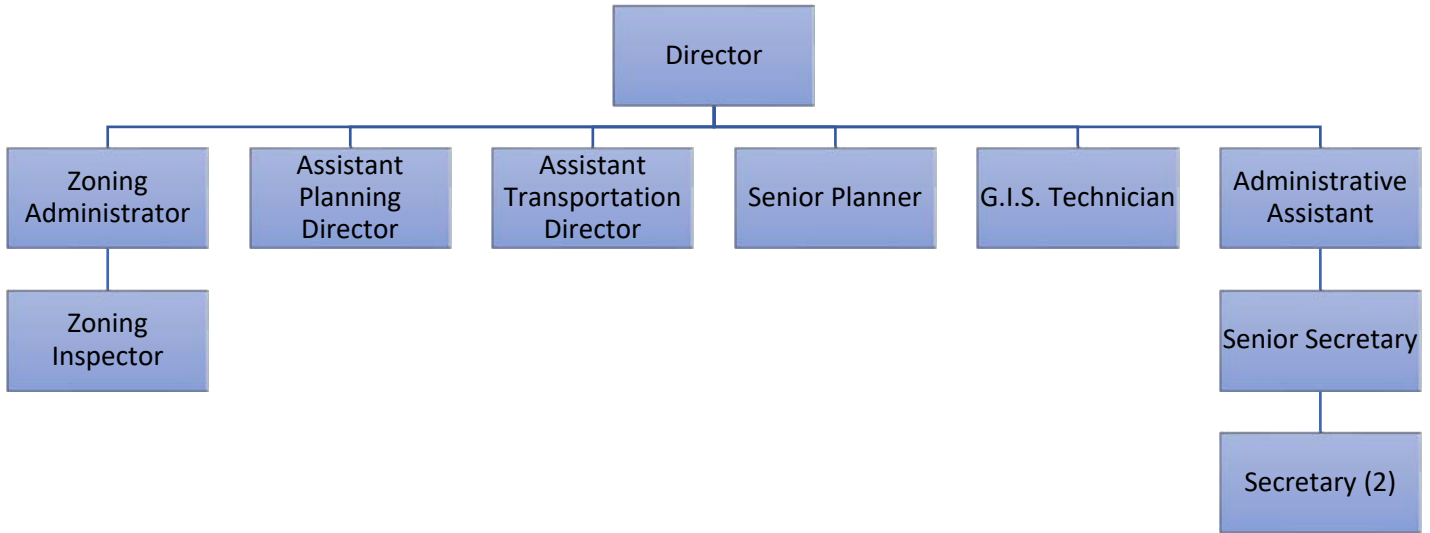 Director
Zoning
Administrator
Assistant
Planning
Director
Assistant
Transportation
Director
Senior Planner
G.I.S. Technician
Administrative
Assistant
Zoning
Inspector
Senior Secretary
Secretary (2)